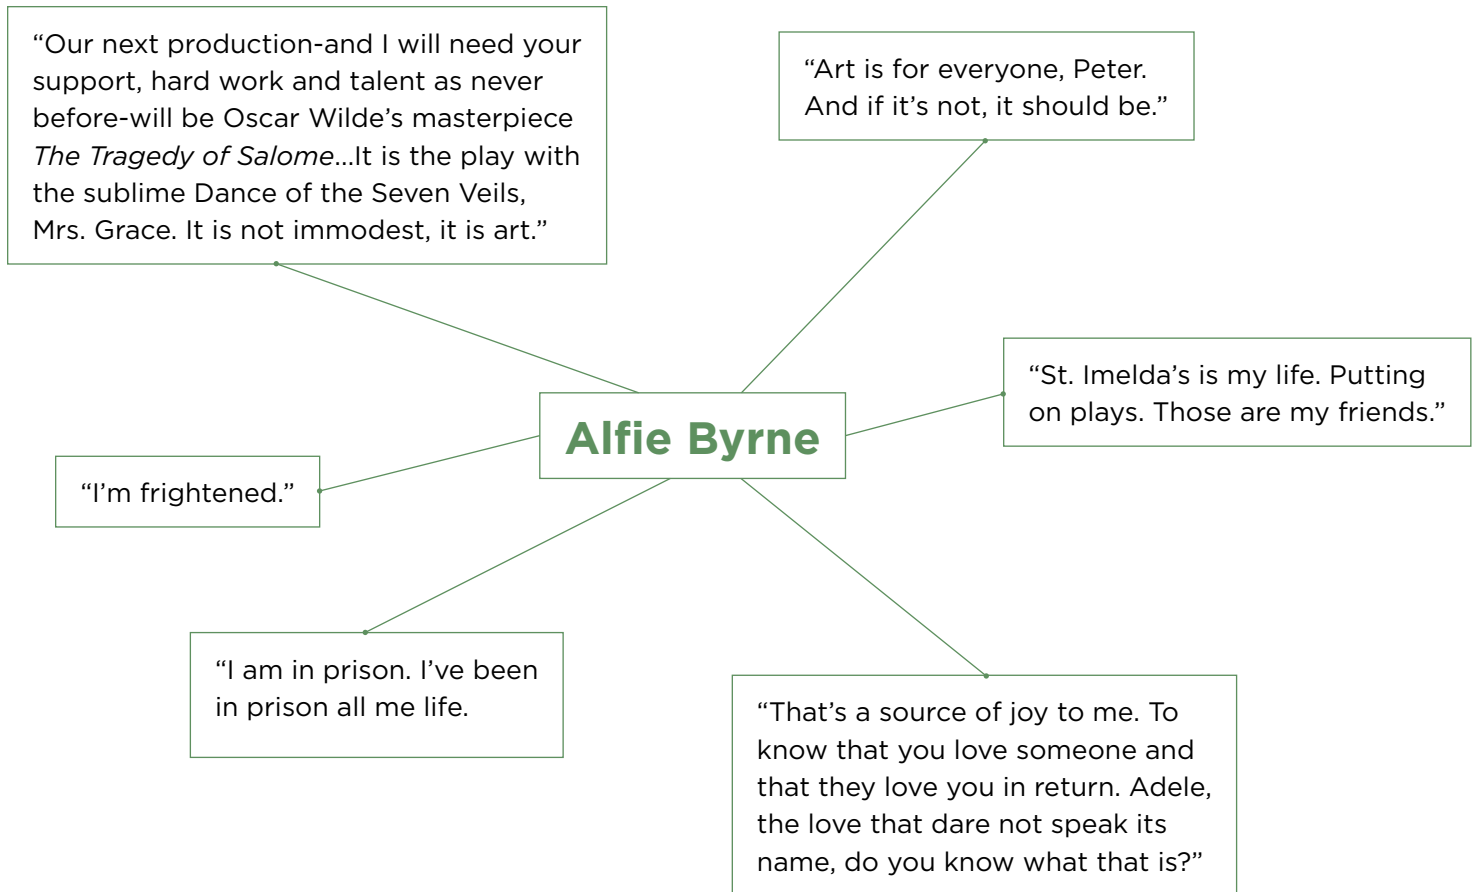 “Our next production-and I will need your
support, hard work and talent as never
before-will be Oscar Wilde’s masterpiece
The Tragedy of Salome...It is the play with
the sublime Dance of the Seven Veils,
Mrs. Grace. It is not immodest, it is art.”
“Art is for everyone, Peter.
And if it’s not, it should be.”
“St. Imelda’s is my life. Putting
on plays. Those are my friends.”
Alfie Byrne
“I’m frightened.”
“I am in prison. I’ve been
in prison all me life.
“That’s a source of joy to me. To
know that you love someone and
that they love you in return. Adele,
the love that dare not speak its
name, do you know what that is?”